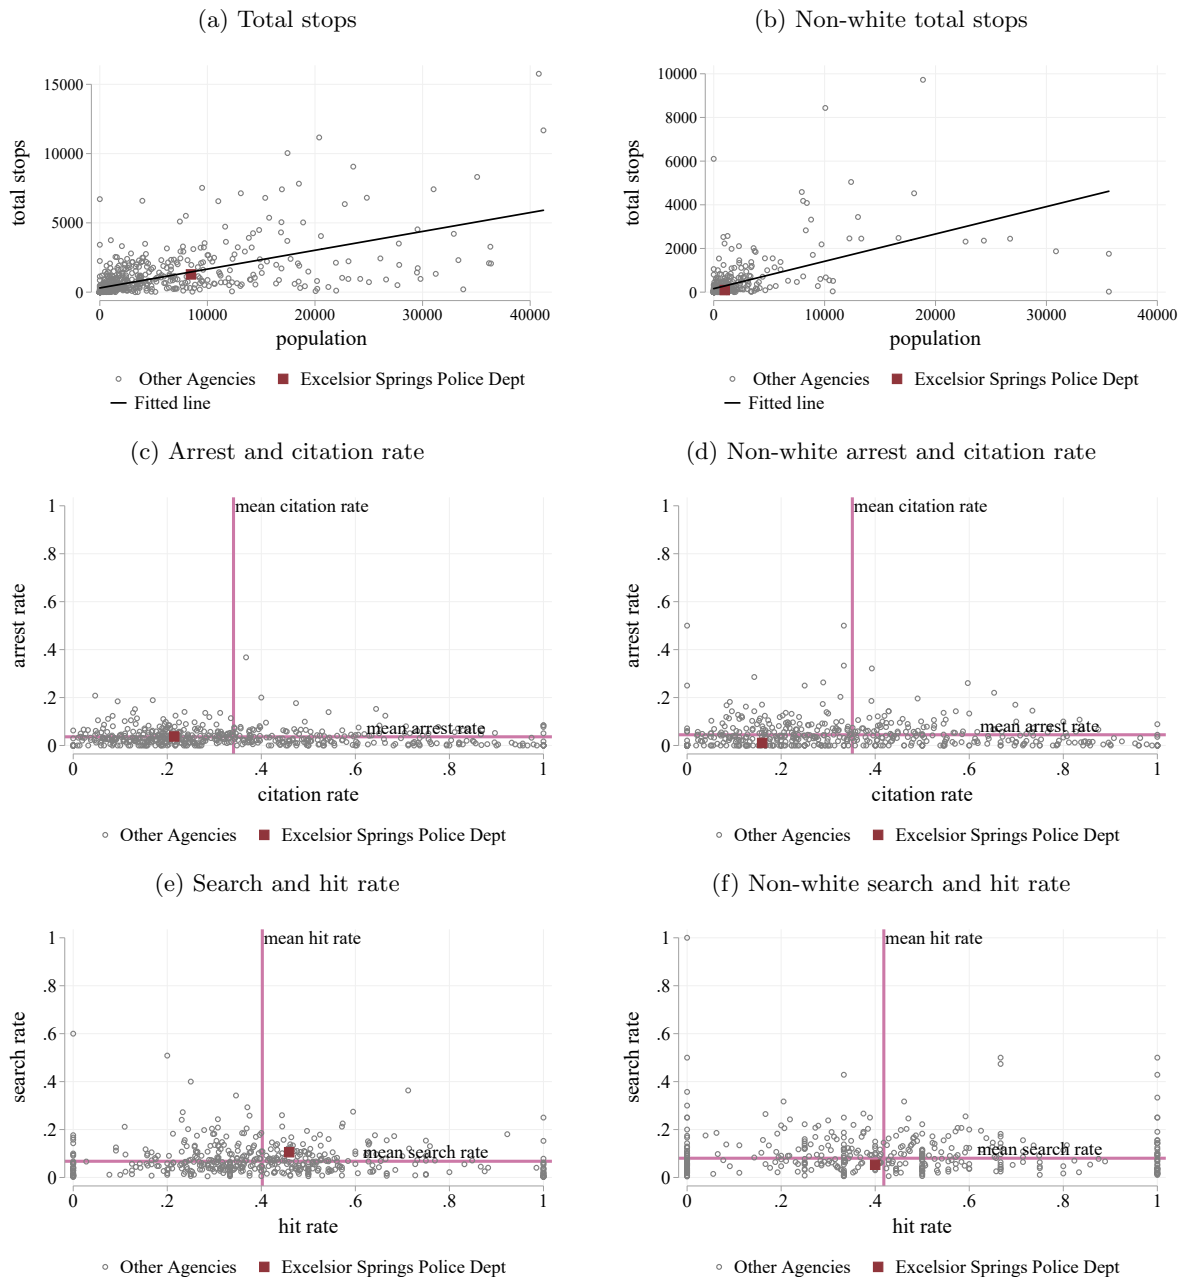 (a) Total stops
total stops
15000
10000
5000
0
0 10000 20000 30000 40000
population
Other Agencies Excelsior Springs Police Dept
Fitted line
(b) Non-white total stops
total stops
10000
8000
6000
4000
2000
0
0 10000 20000 30000 40000
population
Other Agencies Excelsior Springs Police Dept
Fitted line
(c) Arrest and citation rate
arrest rate
1
.8
.6
.4
.2
0
mean citation rate
mean arrest rate
0 .2 .4 .6 .8 1
citation rate
Other Agencies Excelsior Springs Police Dept
(d) Non-white arrest and citation rate
arrest rate
1
.8
.6
.4
.2
0
mean citation rate
mean arrest rate
0 .2 .4 .6 .8 1
citation rate
Other Agencies Excelsior Springs Police Dept
(e) Search and hit rate
search rate
1
.8
.6
.4
.2
0
mean hit rate
mean search rate
0 .2 .4 .6 .8 1
hit rate
Other Agencies Excelsior Springs Police Dept
(f) Non-white search and hit rate
search rate
1
.8
.6
.4
.2
0
mean hit rate
mean search rate
0 .2 .4 .6 .8 1
hit rate
Other Agencies Excelsior Springs Police Dept